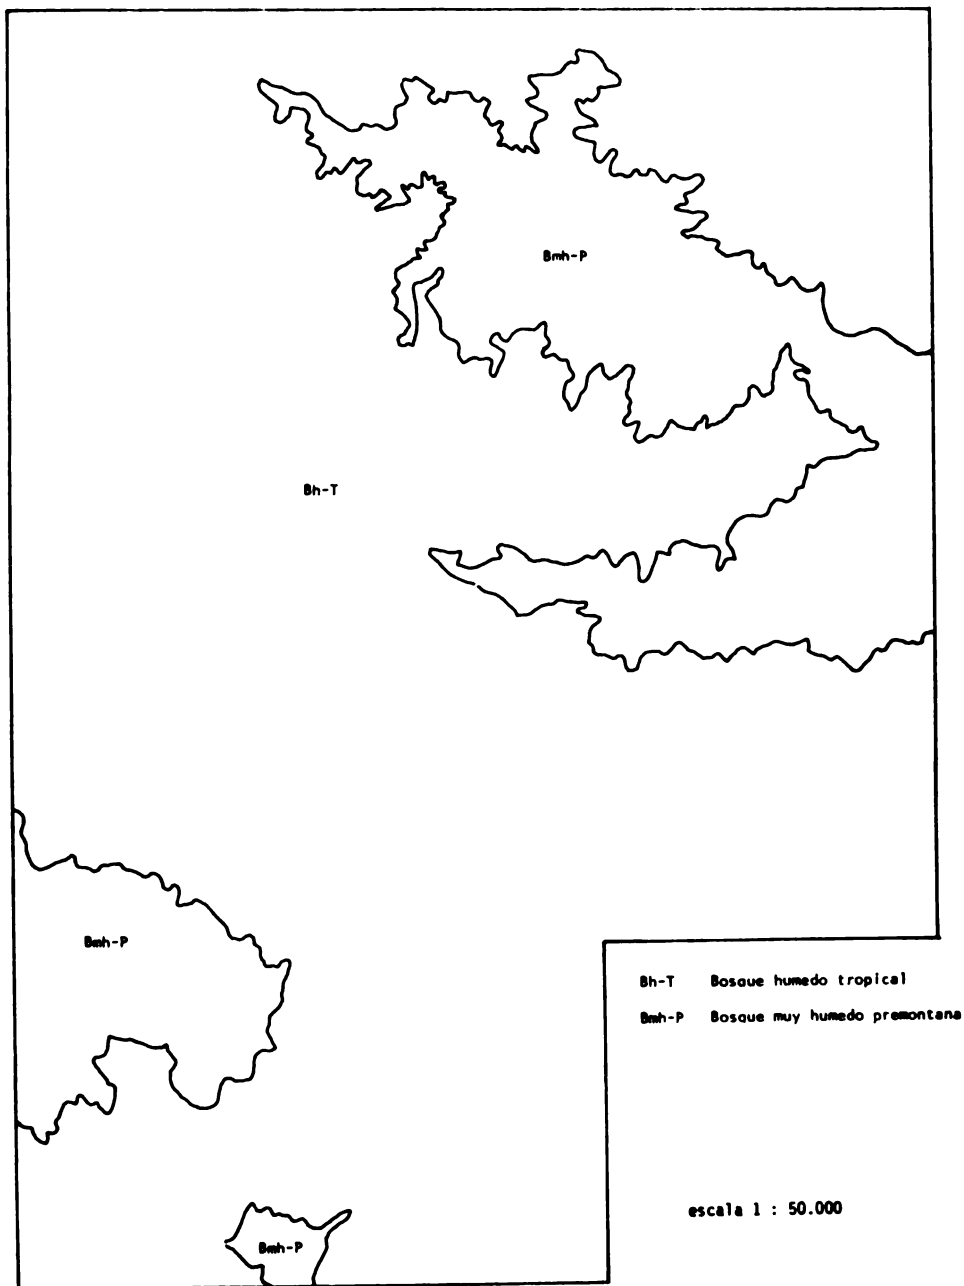 Bmh-P
Bh-T
Bmh-P
Bh-T Bosque humedo tropical
Bmh-P Bosque muy humedo premontana
escala 1 : 50.000
Bmh-P